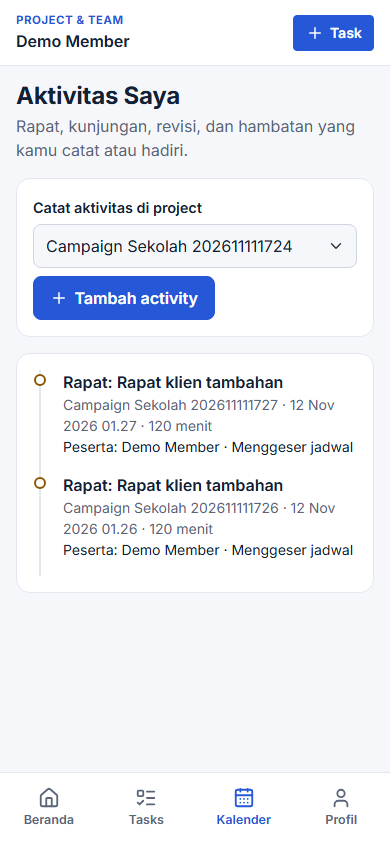 PROJECT & TEAM
Demo Member
Task
Aktivitas Saya
Rapat, kunjungan, revisi, dan hambatan yang
kamu catat atau hadiri.
Catat aktivitas di project
Campaign Sekolah 202611111724
Tambah activity
Rapat: Rapat klien tambahan
Campaign Sekolah 202611111727 · 12 Nov
2026 01.27 · 120 menit
Peserta: Demo Member · Menggeser jadwal
Rapat: Rapat klien tambahan
Campaign Sekolah 202611111726 · 12 Nov
2026 01.26 · 120 menit
Peserta: Demo Member · Menggeser jadwal
Beranda
Tasks
Kalender
Profil